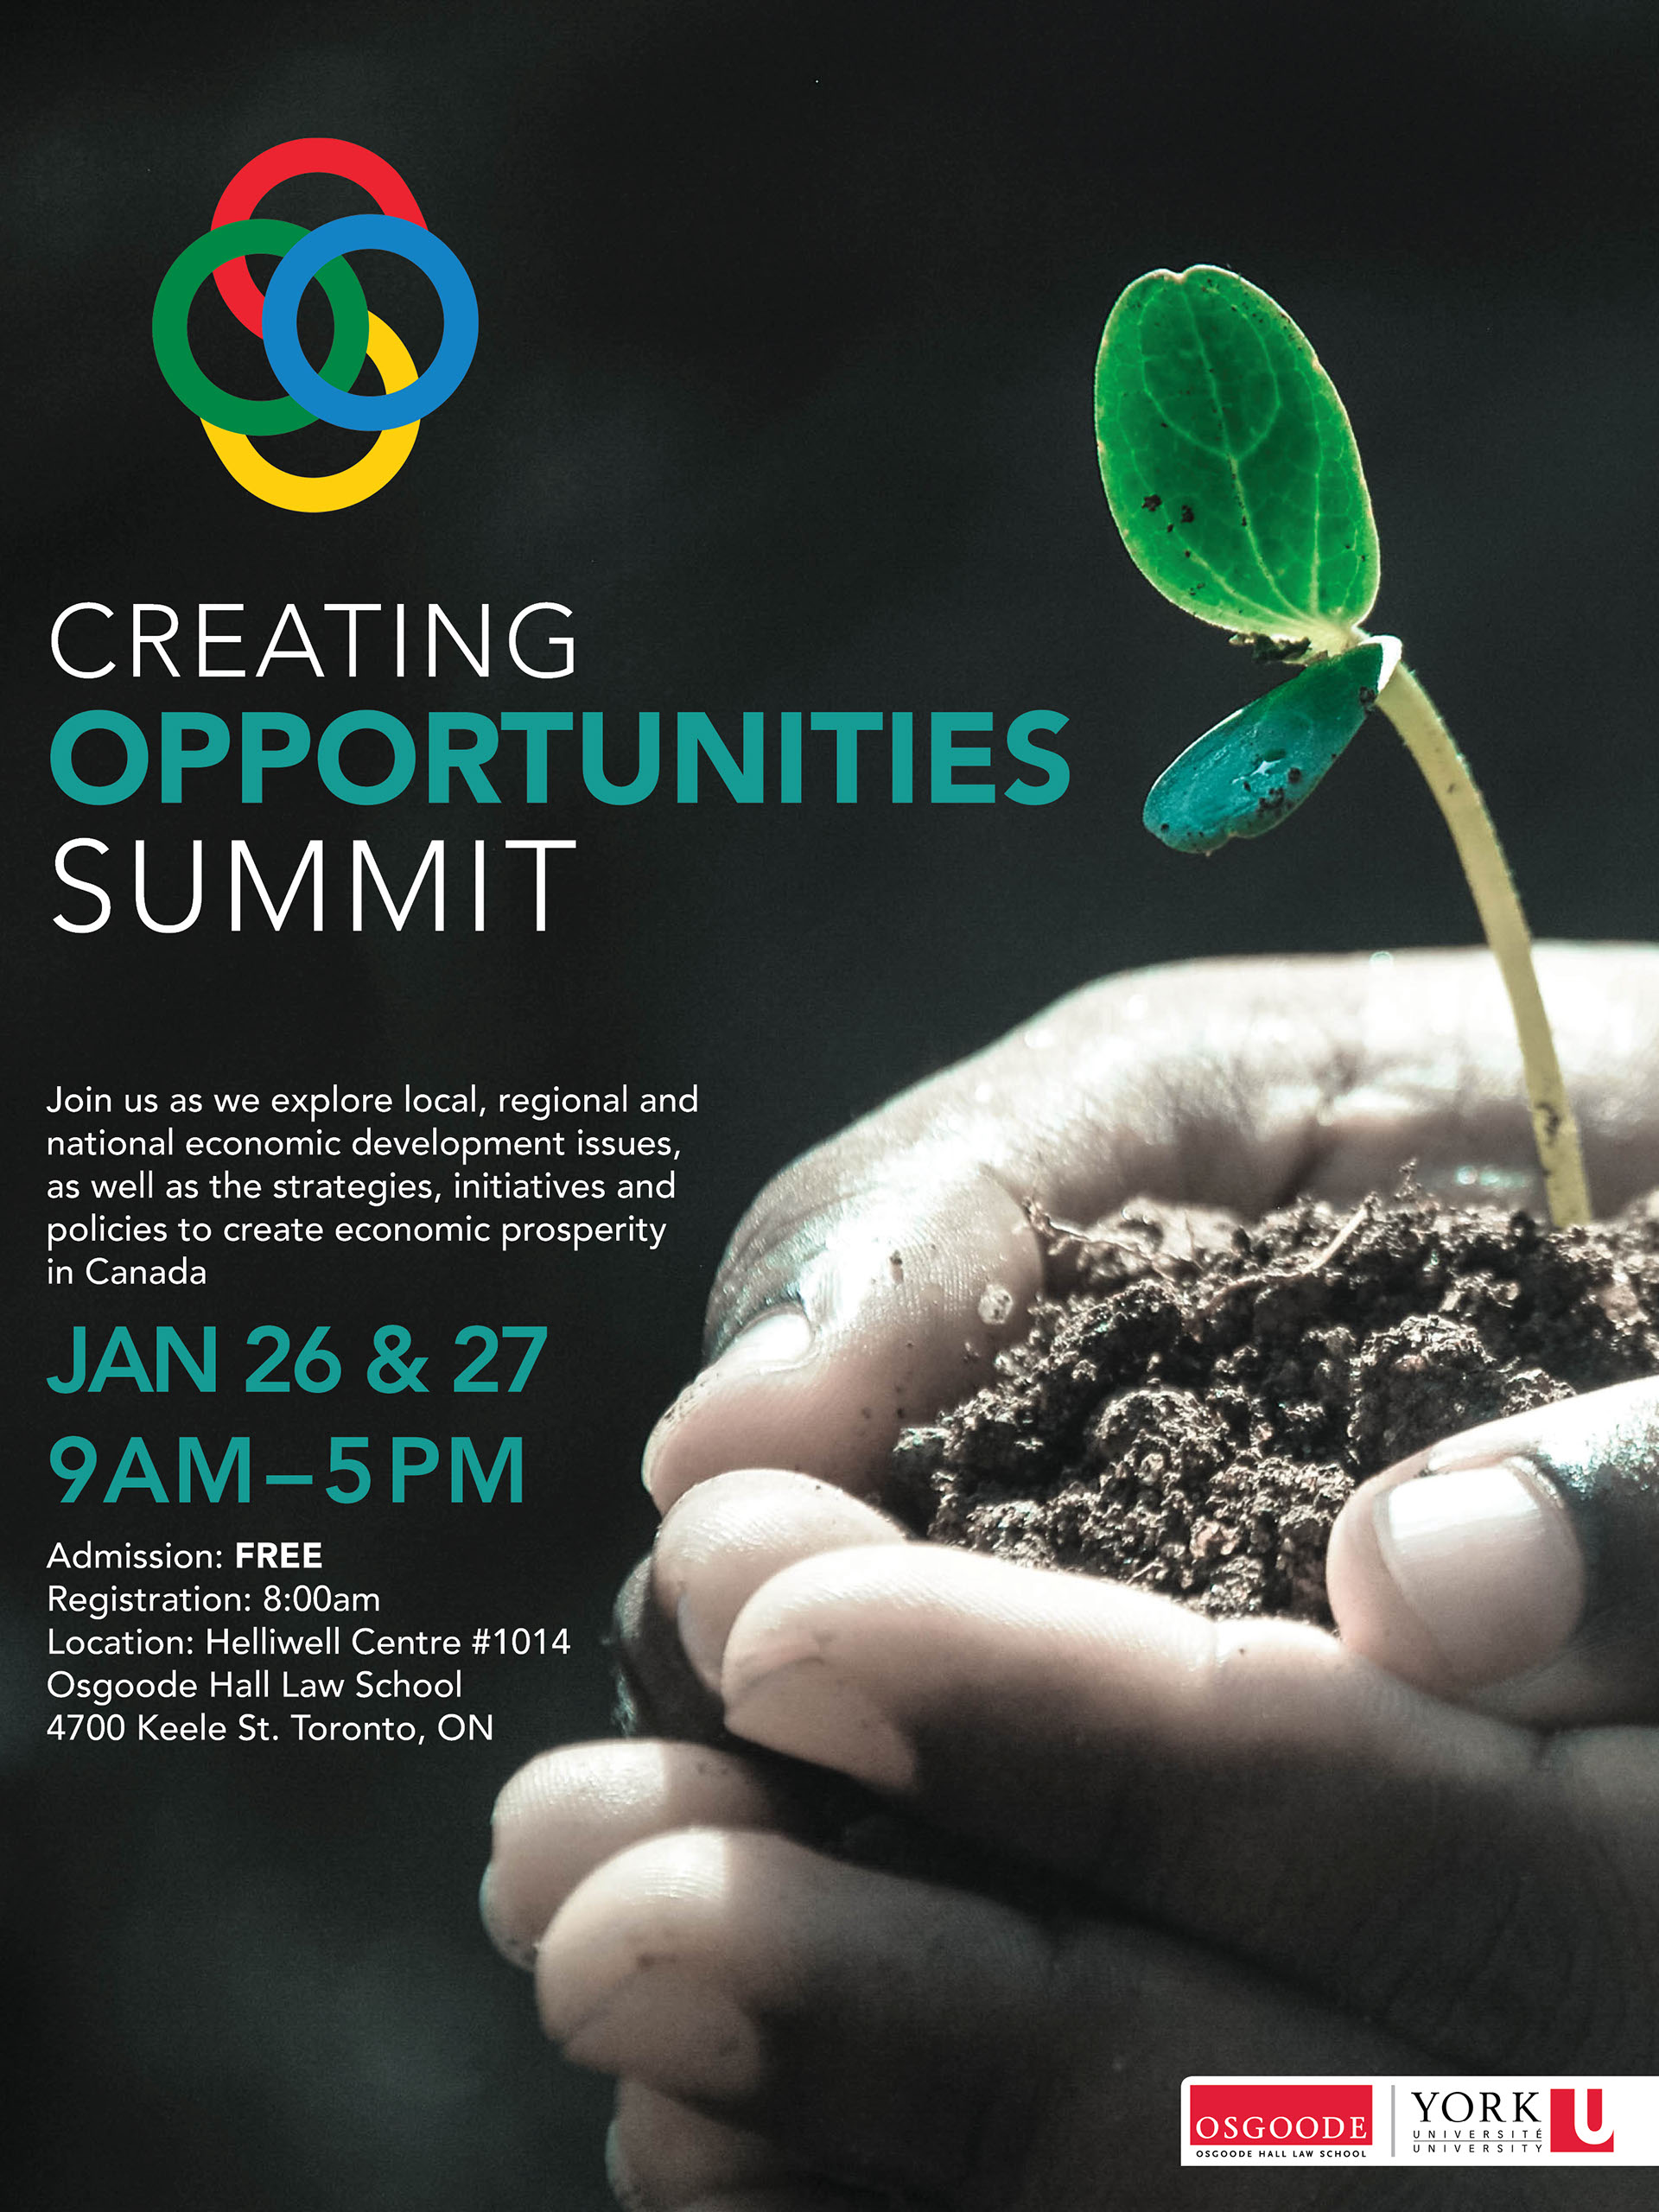 CREATING
OPPORTUNITIES
SUMMIT
Join us as we explore local, regional and
national economic development issues,
as well as the strategies, initiatives and
policies to create economic prosperity
in Canada
JAN 26 & 27
9AM–5PM
Admission: FREE
Registration: 8:00am
Location: Helliwell Centre #1014
Osgoode Hall Law School
4700 Keele St. Toronto, ON
OSGOODE
OSGOODE HALL LAW SCHOOL
YORK U
UNIVERSITÉ
UNIVERSITY